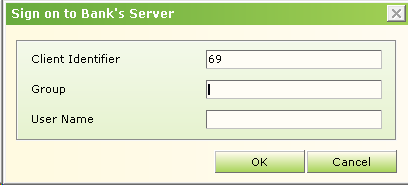 Sign on to Bank's Server
Client Identifier 69
Group
User Name
OK Cancel